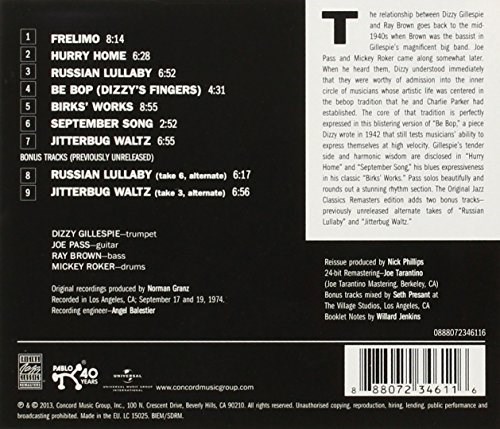 1 FRELIMO 8:14
2 HURRY HOME 6:28
3 RUSSIAN LULLABY 6:52
4 BE BOP (DIZZY'S FINGERS) 4:31
5 BIRKS' WORKS 8:55
6 SEPTEMBER SONG 2:52
7 JITTERBUG WALTZ 6:55
BONUS TRACKS (PREVIOUSLY UNRELEASED)
8 RUSSIAN LULLABY (take 6, alternate) 6:17
9 JITTERBUG WALTZ (take 3, alternate) 6:56
DIZZY GILLESPIE–trumpet
JOE PASS–guitar
RAY BROWN–bass
MICKEY ROKER–drums
Original recordings produced by Norman Granz
Recorded in Los Angeles, CA; September 17 and 19, 1974.
Recording engineer–Angel Balestier
The relationship between Dizzy Gillespie
and Ray Brown goes back to the mid-
1940s when Brown was the bassist in
Gillespie's magnificent big band. Joe
Pass and Mickey Roker came along somewhat later.
When he heard them, Dizzy understood immediately
that they were worthy of admission into the inner
circle of musicians whose artistic life was centered
in the bebop tradition that he and Charlie Parker had
established. The core of that tradition is perfectly
expressed in this blistering version of "Be Bop," a piece
Dizzy wrote in 1942 that still tests musicians' ability to
express themselves at high velocity. Gillespie's tender
side and harmonic wisdom are disclosed in "Hurry
Home" and "September Song," his blues expressiveness
in his classic "Birks' Works." Pass solos beautifully and
rounds out a stunning rhythm section. The Original Jazz
Classics Remasters edition adds two bonus tracks–
previously unreleased alternate takes of "Russian
Lullaby" and "Jitterbug Waltz."
Reissue produced by Nick Phillips
24-bit Remastering–Joe Tarantino
(Joe Tarantino Mastering, Berkeley, CA)
Bonus tracks mixed by Seth Presant at
The Village Studios, Los Angeles, CA
Booklet Notes by Willard Jenkins
0888072346116
ORIGINAL JAZZ CLASSICS REMASTERS
PABLO 40 YEARS
UNIVERSAL
UNIVERSAL MUSIC GROUP INTERNATIONAL
www.concordmusicgroup.com
8 88072 34611 6
℗ & © 2013, Concord Music Group, Inc., 100 N. Crescent Drive, Beverly Hills, CA 90210. All rights reserved. Unauthorised copying, reproduction, hiring, lending, public performance and
broadcasting prohibited. Made in the EU. LC 15025. BIEM/SDRM.